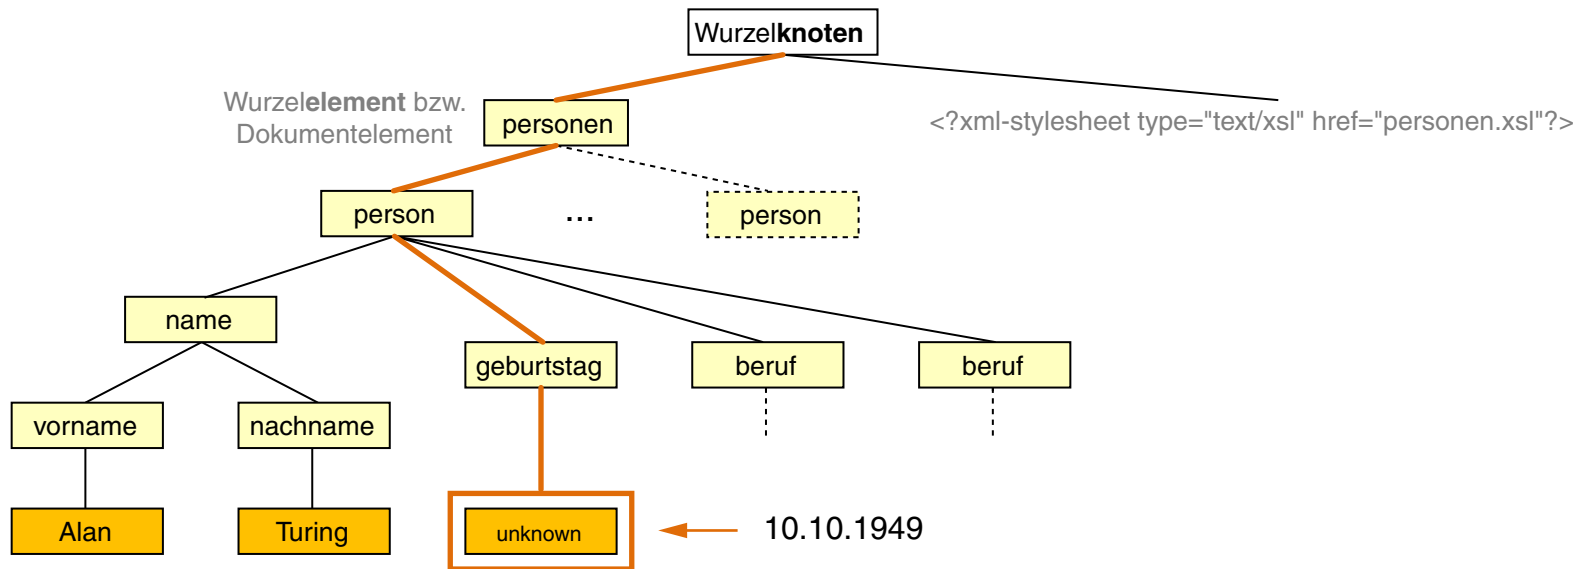 Wurzelknoten
Wurzelelement bzw.
Dokumentelement
personen
<?xml-stylesheet type="text/xsl" href="personen.xsl"?>
person
...
person
name
geburtstag
beruf
beruf
vorname
nachname
Alan
Turing
unknown
10.10.1949